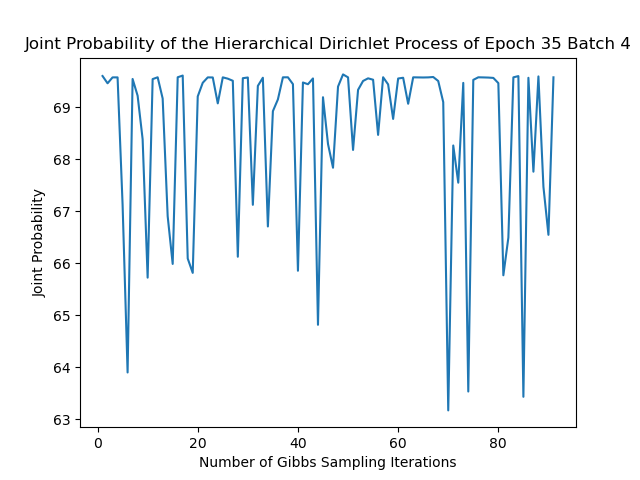 Joint Probability of the Hierarchical Dirichlet Process of Epoch 35 Batch 4
69
68
67
66
65
64
63
Joint Probability
0 20 40 60 80
Number of Gibbs Sampling Iterations